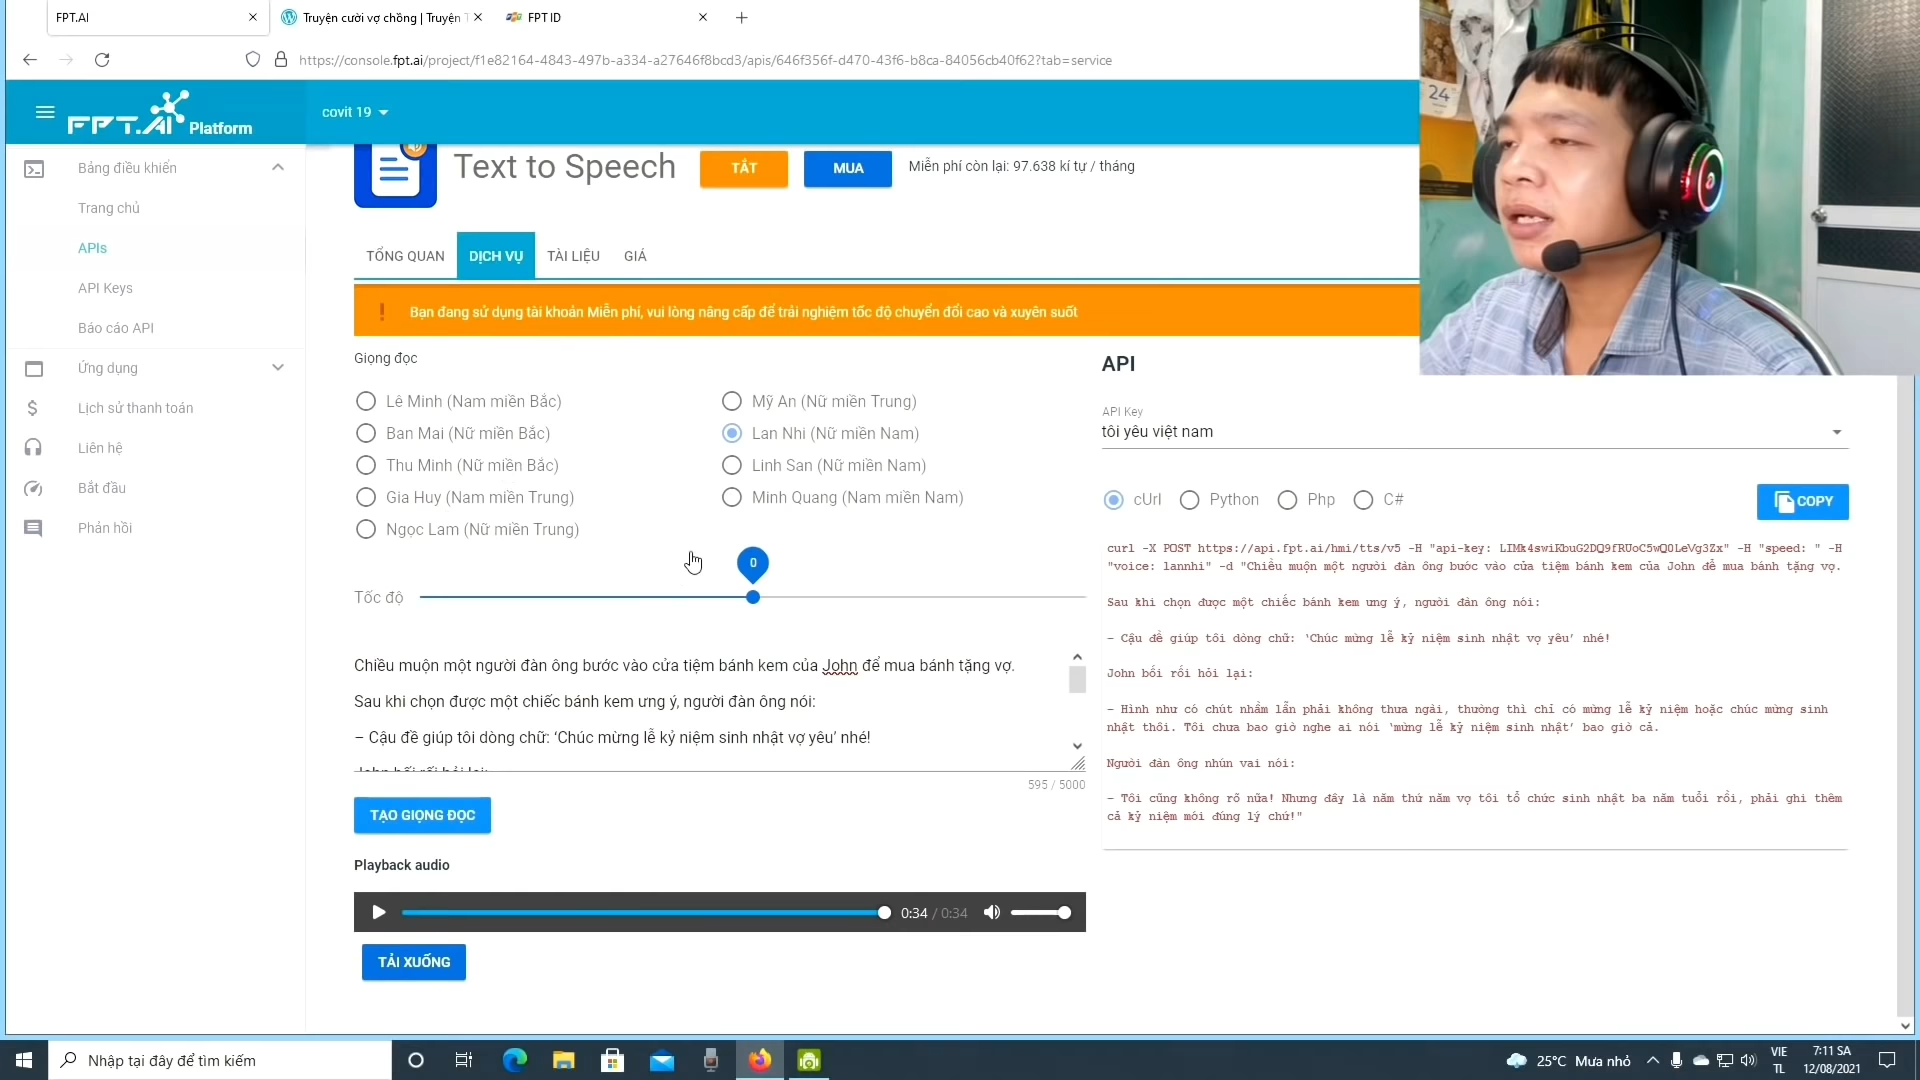 FPT.AI
Truyện cười vợ chồng | Truyện T
FPT ID
https://console.fpt.ai/project/f1e82164-4843-497b-a334-a27646f8bcd3/apis/646f356f-d470-43f6-b8ca-84056cb40f62?tab=service
FPT.AI Platform
covit 19
24
Bảng điều khiển
Trang chủ
APIs
API Keys
Báo cáo API
Ứng dụng
Lịch sử thanh toán
Liên hệ
Bắt đầu
Phản hồi
Text to Speech
TẮT
MUA
Miễn phí còn lại: 97.638 kí tự / tháng
TỔNG QUAN
DỊCH VỤ
TÀI LIỆU
GIÁ
Bạn đang sử dụng tài khoản Miễn phí, vui lòng nâng cấp để trải nghiệm tốc độ chuyển đổi cao và xuyên suốt
Giọng đọc
Lê Minh (Nam miền Bắc)
Mỹ An (Nữ miền Trung)
Ban Mai (Nữ miền Bắc)
Lan Nhi (Nữ miền Nam)
Thu Minh (Nữ miền Bắc)
Linh San (Nữ miền Nam)
Gia Huy (Nam miền Trung)
Minh Quang (Nam miền Nam)
Ngọc Lam (Nữ miền Trung)
0
Tốc độ
Chiều muộn một người đàn ông bước vào cửa tiệm bánh kem của John để mua bánh tặng vợ.
Sau khi chọn được một chiếc bánh kem ưng ý, người đàn ông nói:
– Cậu đề giúp tôi dòng chữ: ‘Chúc mừng lễ kỷ niệm sinh nhật vợ yêu’ nhé!
John bối rối hỏi lại:
595 / 5000
TẠO GIỌNG ĐỌC
Playback audio
0:34 / 0:34
TẢI XUỐNG
API
API Key
tôi yêu việt nam
cUrl
Python
Php
C#
COPY
curl -X POST https://api.fpt.ai/hmi/tts/v5 -H "api-key: LIMk4swiKbuG2DQ9fRUoC5wQ0LeVg3Zx" -H "speed: " -H
"voice: lannhi" -d "Chiều muộn một người đàn ông bước vào cửa tiệm bánh kem của John để mua bánh tặng vợ.
Sau khi chọn được một chiếc bánh kem ưng ý, người đàn ông nói:
– Cậu đề giúp tôi dòng chữ: ‘Chúc mừng lễ kỷ niệm sinh nhật vợ yêu’ nhé!
John bối rối hỏi lại:
– Hình như có chút nhầm lẫn phải không thưa ngài, thường thì chỉ có mừng lễ kỷ niệm hoặc chúc mừng sinh
nhật thôi. Tôi chưa bao giờ nghe ai nói ‘mừng lễ kỷ niệm sinh nhật’ bao giờ cả.
Người đàn ông nhún vai nói:
– Tôi cũng không rõ nữa! Nhưng đây là năm thứ năm vợ tôi tổ chức sinh nhật ba năm tuổi rồi, phải ghi thêm
cả kỷ niệm mới đúng lý chứ!"
Nhập tại đây để tìm kiếm
25°C Mưa nhỏ
VIE
TL
7:11 SA
12/08/2021